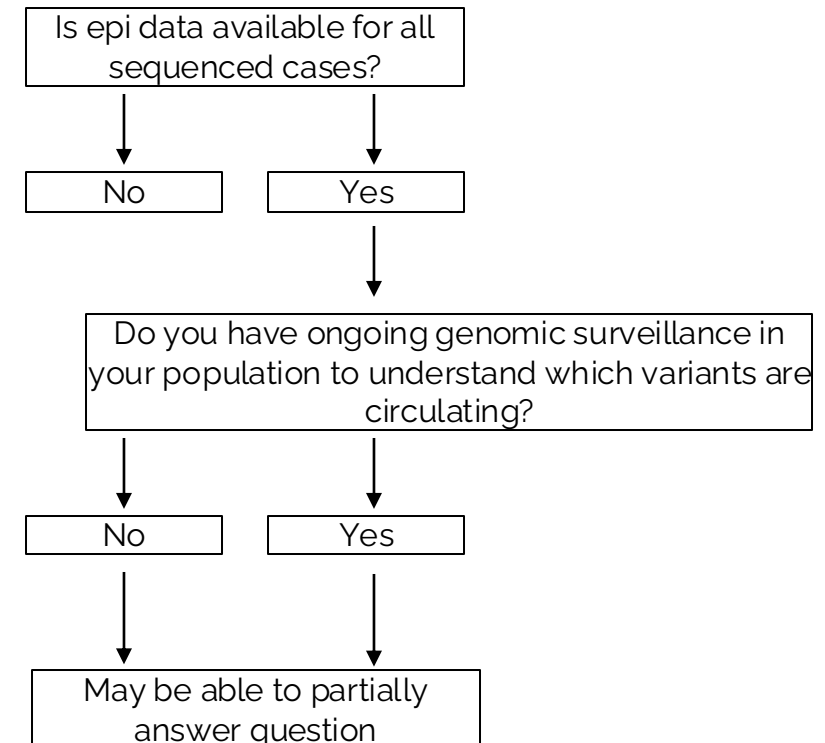 Is epi data available for all
sequenced cases?
No
Yes
Do you have ongoing genomic surveillance in
your population to understand which variants are
circulating?
No
Yes
May be able to partially
answer question